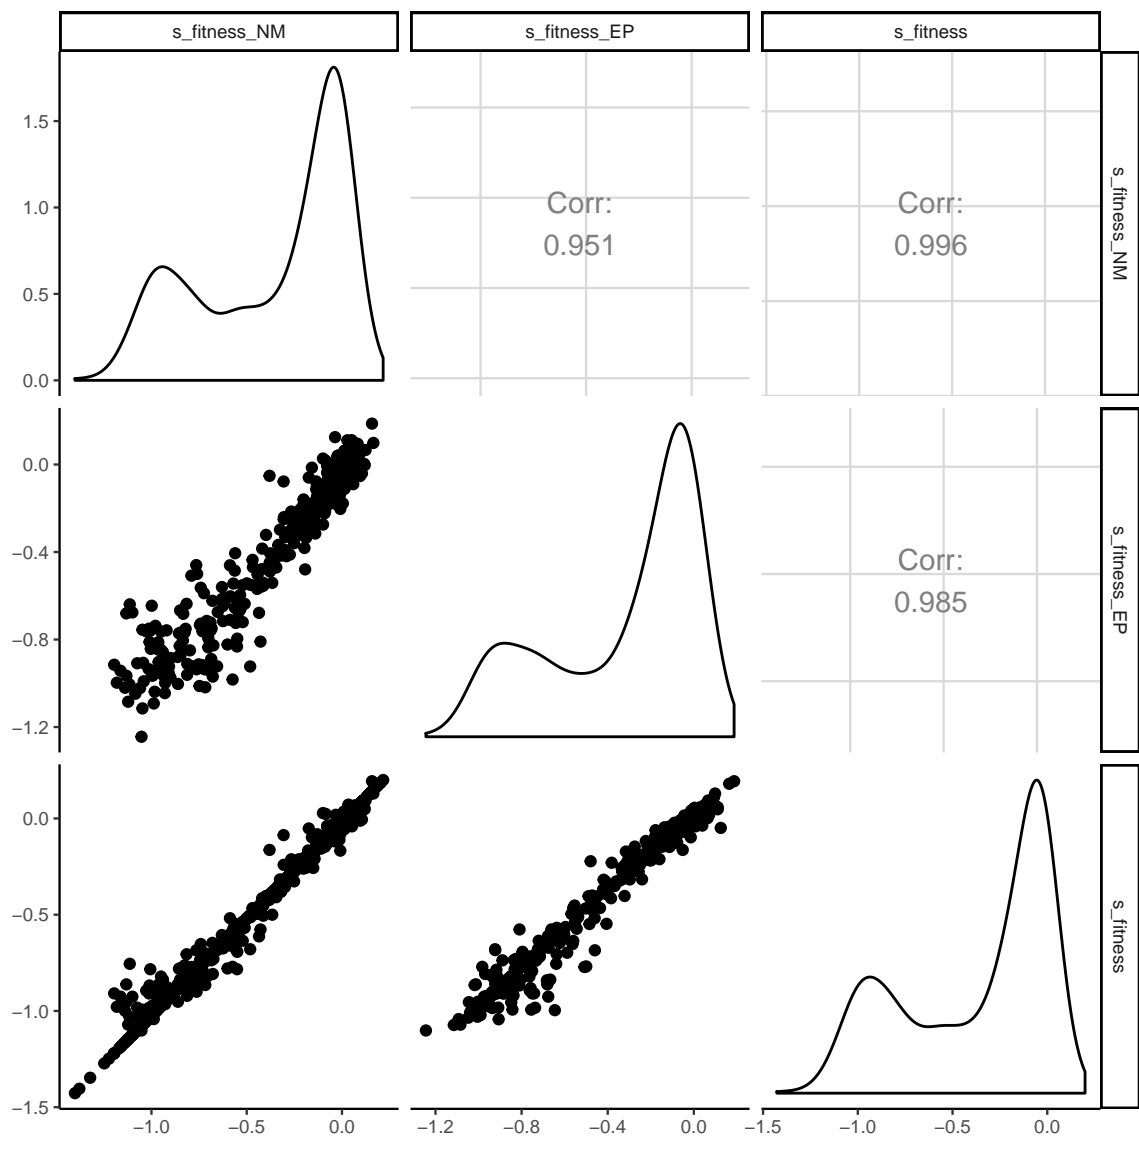 s_fitness_NM s_fitness_EP s_fitness
1.5
1.0
0.5
0.0
Corr:
0.951
Corr:
0.996
s_fitness_NM
0.0
−0.4
−0.8
−1.2
Corr:
0.985
s_fitness_EP
0.0
−0.5
−1.0
−1.5
s_fitness
−1.0 −0.5 0.0 −1.2 −0.8 −0.4 0.0 −1.5 −1.0 −0.5 0.0